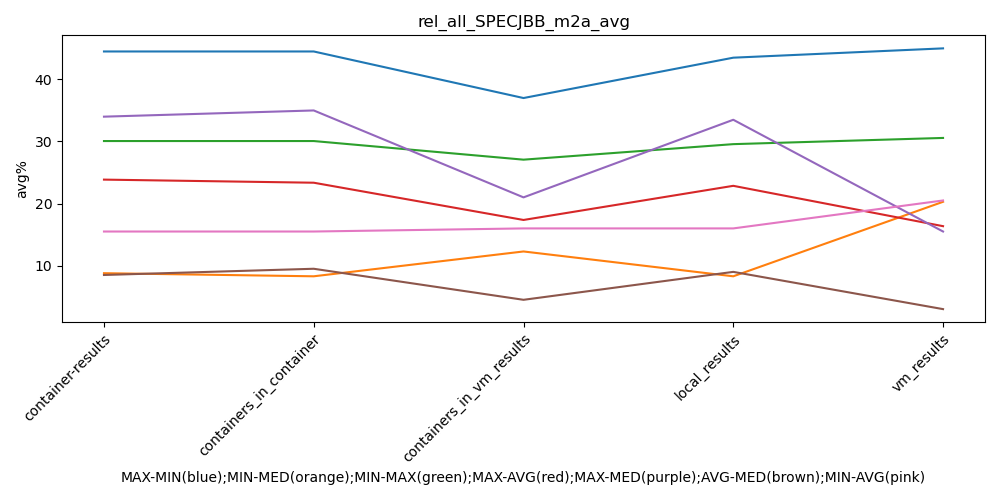 rel_all_SPECJBB_m2a_avg
avg%
40
30
20
10
container-results
containers_in_container
containers_in_vm_results
local_results
vm_results
MAX-MIN(blue);MIN-MED(orange);MIN-MAX(green);MAX-AVG(red);MAX-MED(purple);AVG-MED(brown);MIN-AVG(pink)